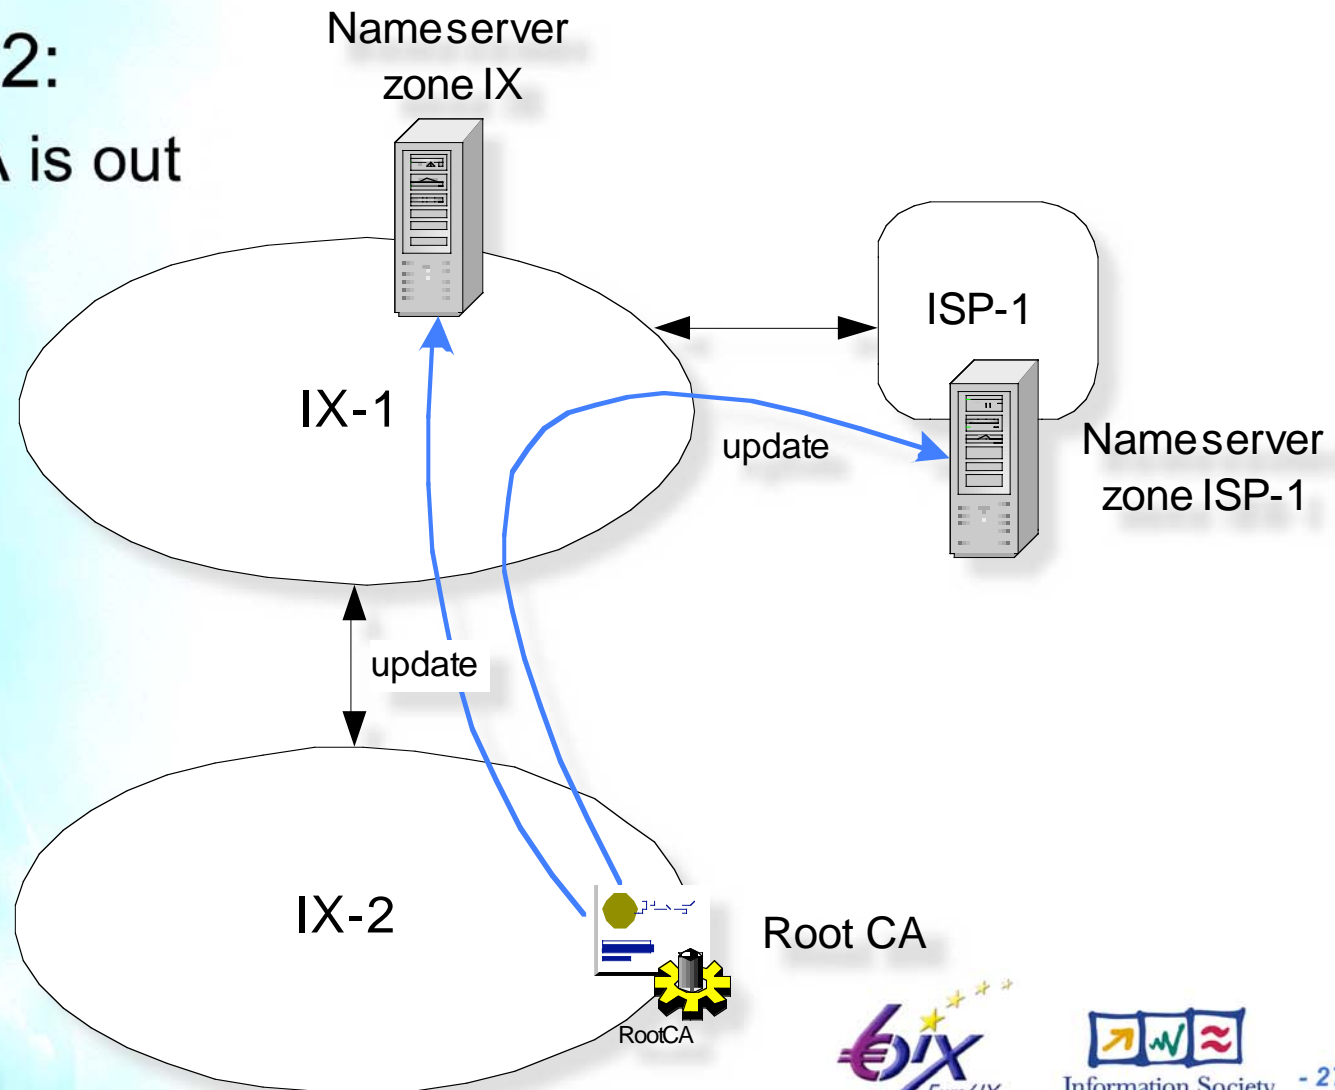 2:
A is out
Nameserver
zone IX
ISP-1
IX-1
update
Nameserver
zone ISP-1
update
IX-2
Root CA
RootCA
Information Society
- 2